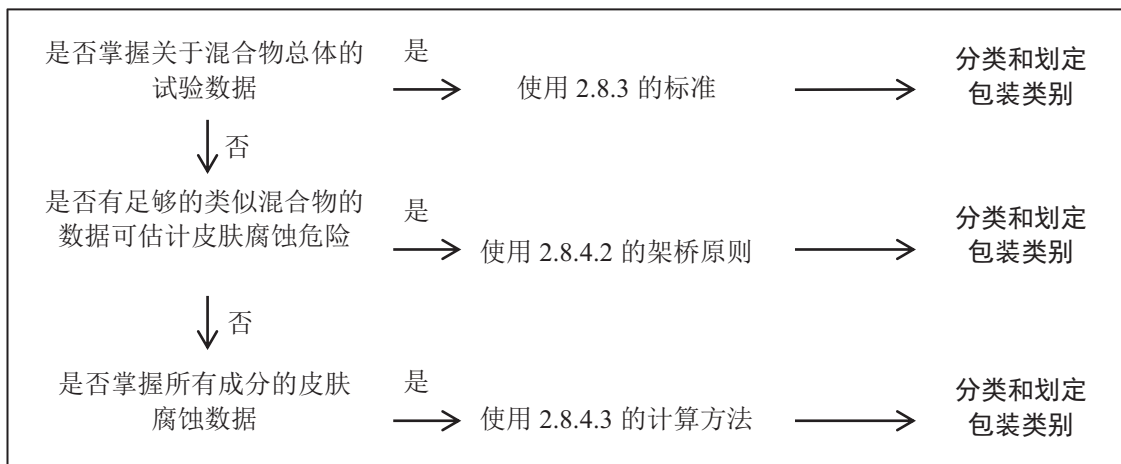 是否掌握关于混合物总体的
试验数据
是
使用 2.8.3 的标准
分类和划定
包装类别
否
是否有足够的类似混合物的
数据可估计皮肤腐蚀危险
是
使用 2.8.4.2 的架桥原则
分类和划定
包装类别
否
是否掌握所有成分的皮肤
腐蚀数据
是
使用 2.8.4.3 的计算方法
分类和划定
包装类别